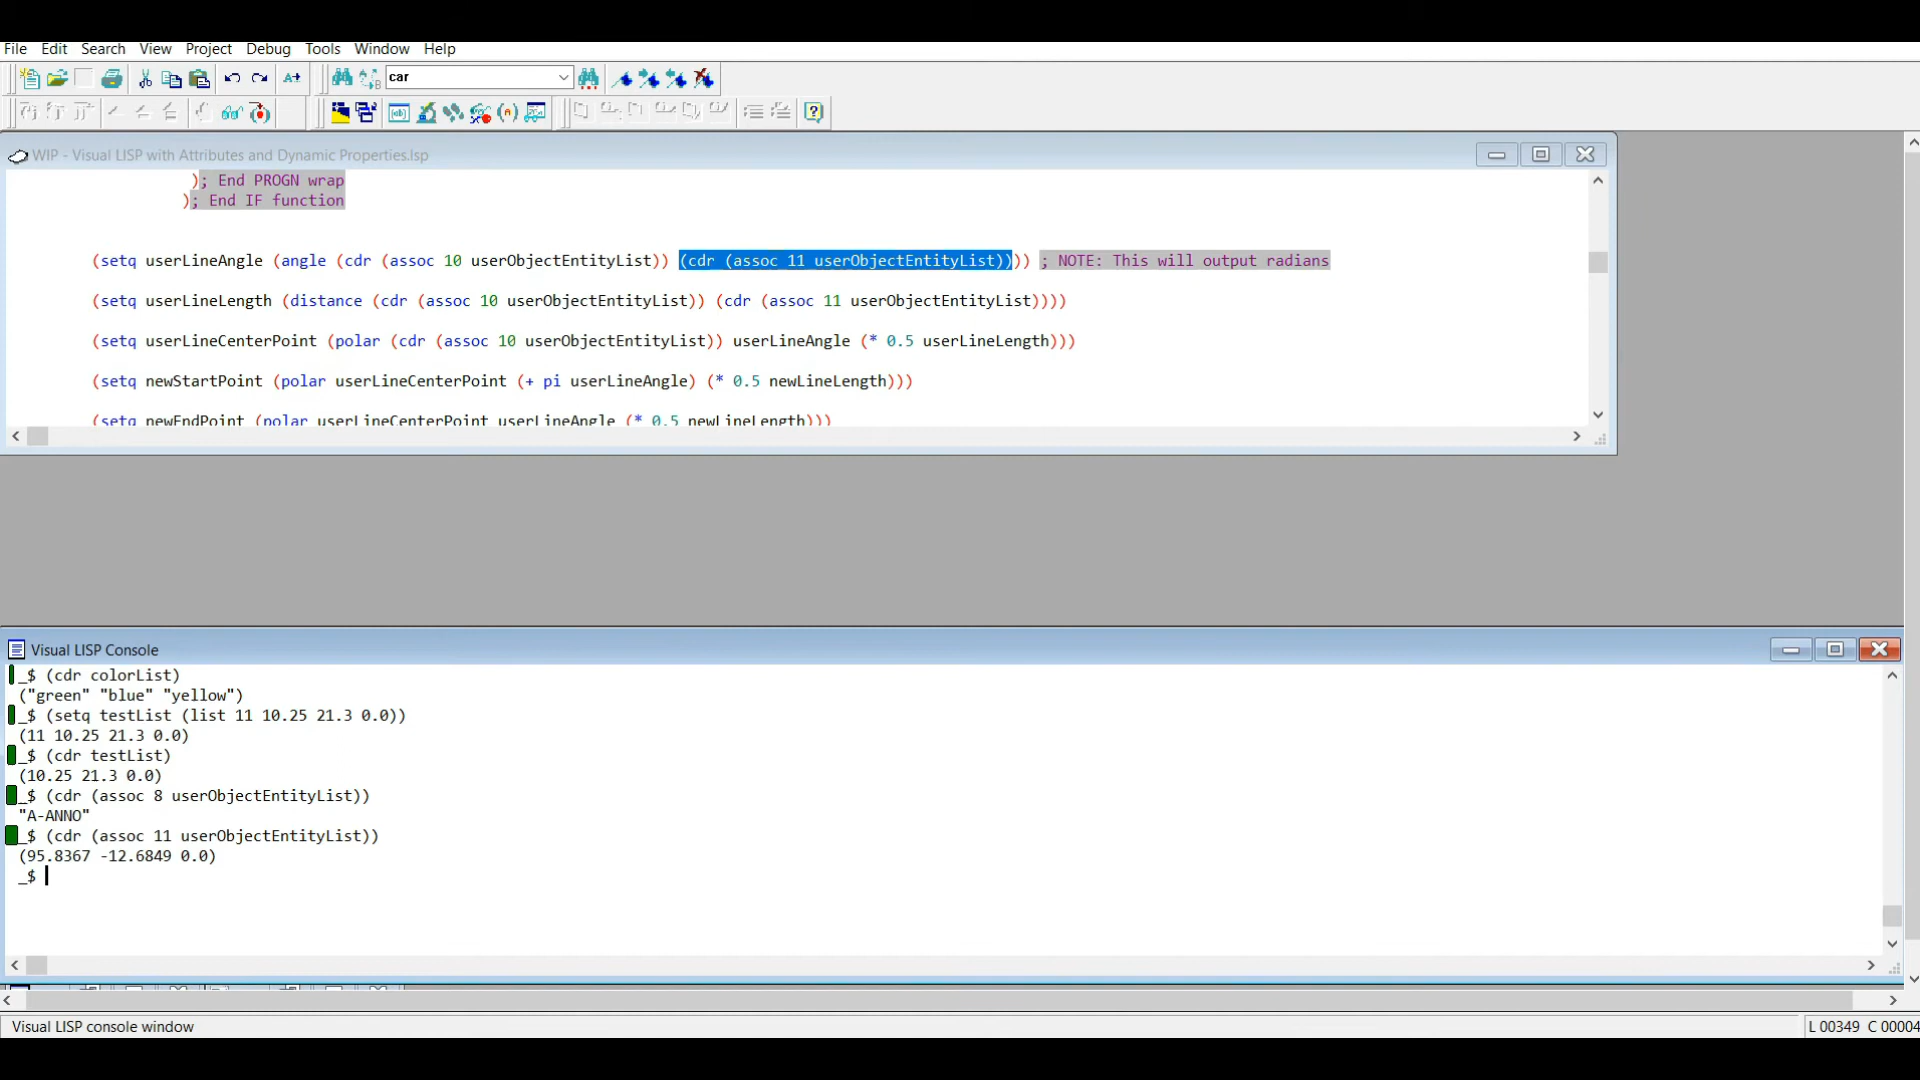 File Edit Search View Project Debug Tools Window Help
car
WIP - Visual LISP with Attributes and Dynamic Properties.lsp
); End PROGN wrap
); End IF function
(setq userLineAngle (angle (cdr (assoc 10 userObjectEntityList)) (cdr (assoc 11 userObjectEntityList)))) ; NOTE: This will output radians
(setq userLineLength (distance (cdr (assoc 10 userObjectEntityList)) (cdr (assoc 11 userObjectEntityList))))
(setq userLineCenterPoint (polar (cdr (assoc 10 userObjectEntityList)) userLineAngle (* 0.5 userLineLength)))
(setq newStartPoint (polar userLineCenterPoint (+ pi userLineAngle) (* 0.5 newLineLength)))
(setq newEndPoint (polar userLineCenterPoint userLineAngle (* 0.5 newLineLength)))
Visual LISP Console
_$ (cdr colorList)
("green" "blue" "yellow")
_$ (setq testList (list 11 10.25 21.3 0.0))
(11 10.25 21.3 0.0)
_$ (cdr testList)
(10.25 21.3 0.0)
_$ (cdr (assoc 8 userObjectEntityList))
"A-ANNO"
_$ (cdr (assoc 11 userObjectEntityList))
(95.8367 -12.6849 0.0)
_$
Visual LISP console window
L 00349 C 00004